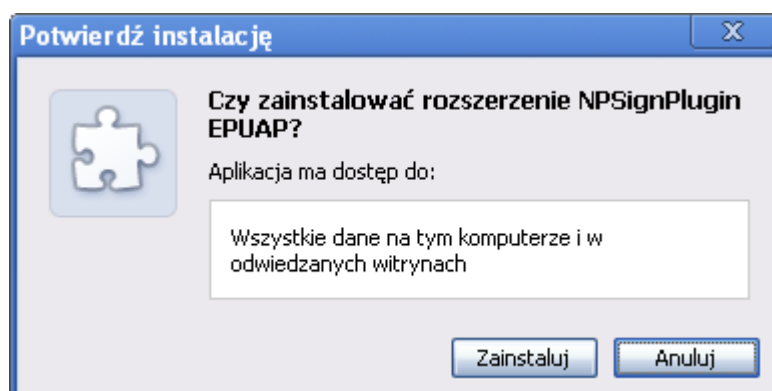 Potwierdź instalację
Czy zainstalować rozszerzenie NPSignPlugin
EPUAP?
Aplikacja ma dostęp do:
Wszystkie dane na tym komputerze i w
odwiedzanych witrynach
Zainstaluj
Anuluj